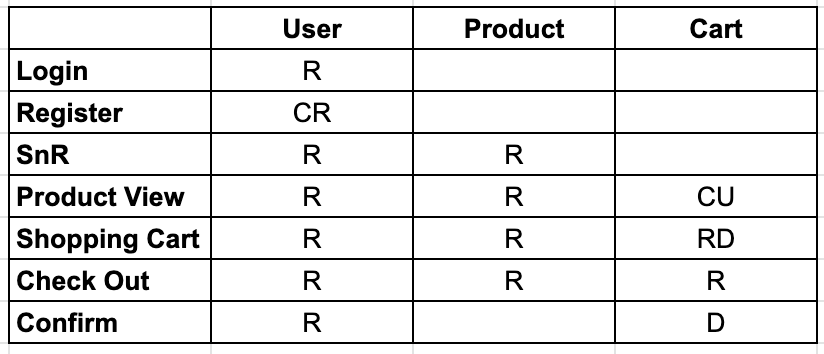 User Product Cart
Login R
Register CR
SnR R R
Product View R R CU
Shopping Cart R R RD
Check Out R R R
Confirm R D